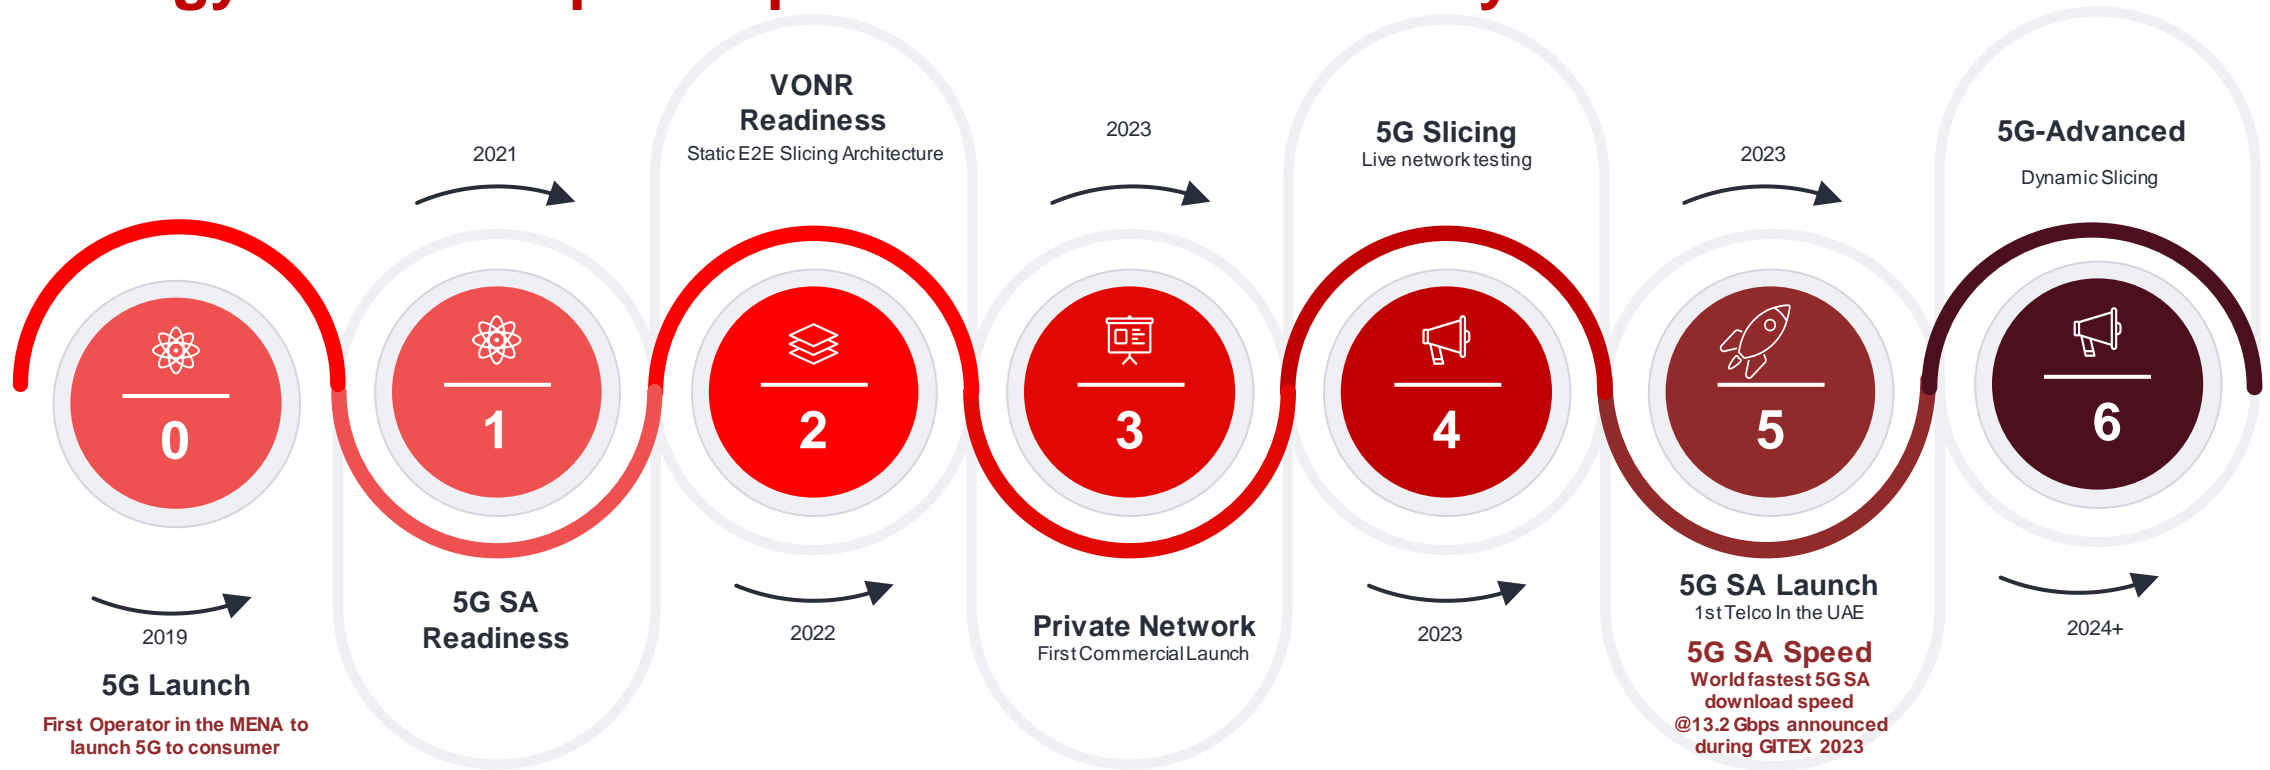 2019
5G Launch
First Operator in the MENA to
launch 5G to consumer
0
2021
1
5G SA
Readiness
VONR
Readiness
Static E2E Slicing Architecture
2
2022
2023
3
Private Network
First Commercial Launch
5G Slicing
Live network testing
4
2023
2023
5
5G SA Launch
1st Telco In the UAE
5G SA Speed
World fastest 5G SA
download speed
@13.2 Gbps announced
during GITEX 2023
5G-Advanced
Dynamic Slicing
6
2024+